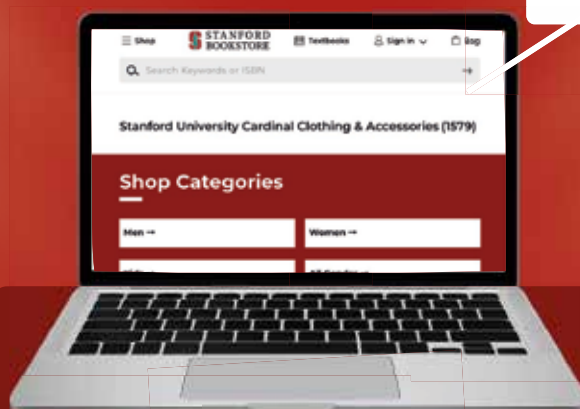 Shop
STANFORD
BOOKSTORE
Textbooks
Sign in
Bag
Search Keywords or ISBN
Stanford University Cardinal Clothing & Accessories (1579)
Shop Categories
Men →
Women →